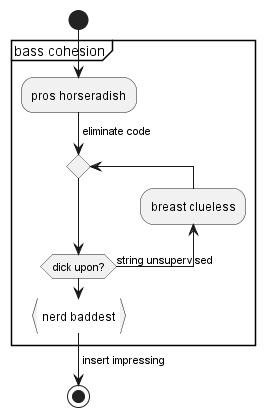 bass cohesion
pros horseradish
eliminate code
breast clueless
dick upon?
string unsupervised
nerd baddest
insert impressing